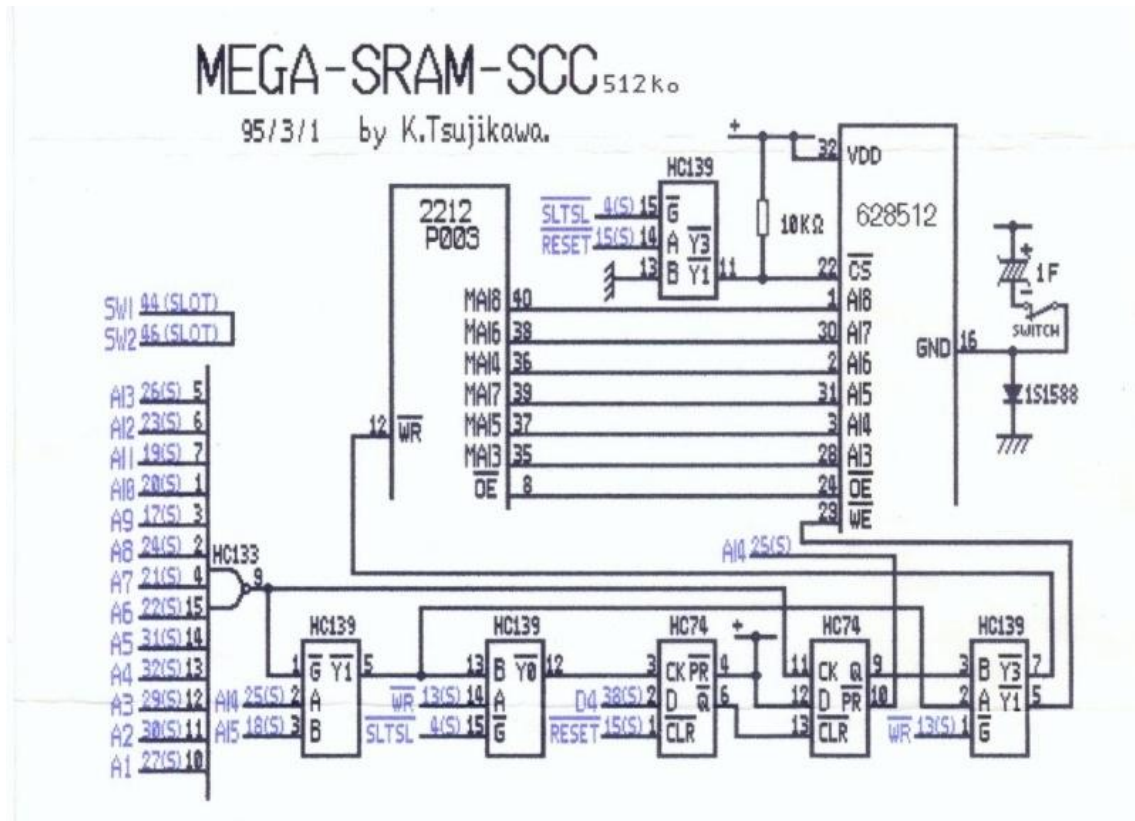 MEGA-SRAM-SCC 512ko
95/3/1 by K.Tsujikawa.
2212
P003
MA18 40
MA16 38
MA14 36
MA17 39
MA15 37
MA13 35
OE 8
12 WR
HC139
SLTSL 4(S) 15 G
RESET 15(S) 14 A Y3
13 B Y1 11
+
10KΩ
32 VDD
628512
22 CS
1 A18
30 A17
2 A16
31 A15
3 A14
28 A13
24 OE
29 WE
GND 16
+
1F
-
SWITCH
1S1588
SW1 44(SLOT)
SW2 46(SLOT)
A13 26(S) 5
A12 23(S) 6
A11 19(S) 7
A10 20(S) 1
A9 17(S) 3
A8 24(S) 2
A7 21(S) 4
A6 22(S) 15
A5 31(S) 14
A4 32(S) 13
A3 29(S) 12
A2 30(S) 11
A1 27(S) 10
HC133
9
A14 25(S)
HC139
1 G Y1 5
A14 25(S) 2 A
A15 18(S) 3 B
HC139
13 B Y0 12
WR 13(S) 14 A
SLTSL 4(S) 15 G
HC74
3 CK PR 4
D4 38(S) 2 D Q 6
RESET 15(S) 1 CLR
+
HC74
11 CK Q 9
12 D PR 10
13 CLR
HC139
3 B Y3 7
2 A Y1 5
WR 13(S) 1 G